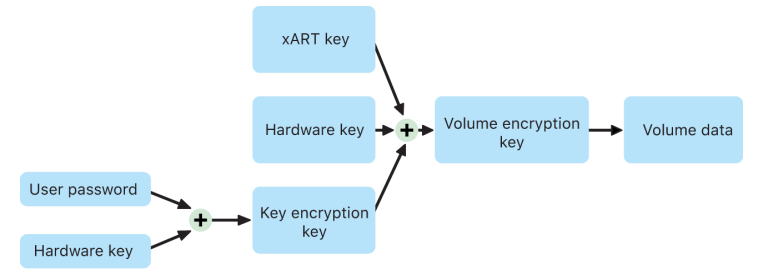 xART key
Hardware key
Volume encryption
key
Volume data
User password
Key encryption
key
Hardware key